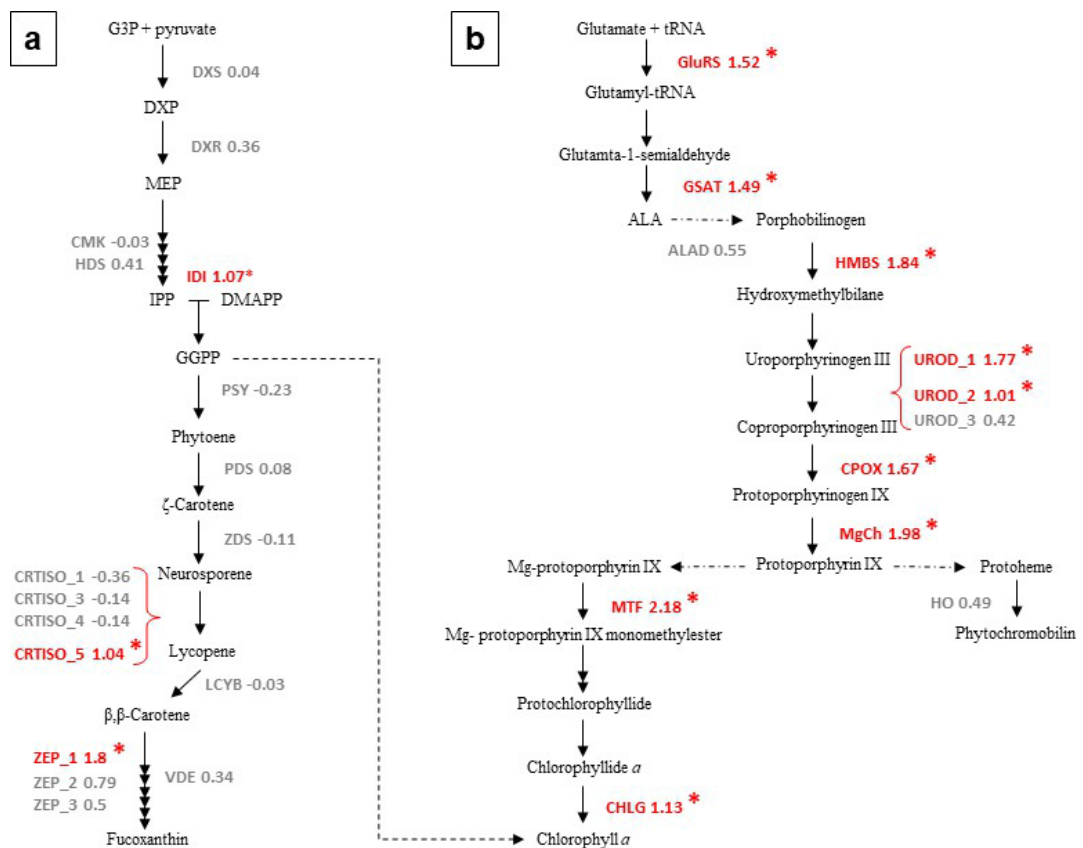 a
G3P + pyruvate
DXS 0.04
DXP
DXR 0.36
MEP
CMK -0.03
HDS 0.41
IDI 1.07*
IPP
DMAPP
GGPP
PSY -0.23
Phytoene
PDS 0.08
ζ-Carotene
ZDS -0.11
Neurosporene
CRTISO_1 -0.36
CRTISO_3 -0.14
CRTISO_4 -0.14
CRTISO_5 1.04 *
Lycopene
LCYB -0.03
β,β-Carotene
ZEP_1 1.8 *
ZEP_2 0.79
ZEP_3 0.5
VDE 0.34
Fucoxanthin
b
Glutamate + tRNA
GluRS 1.52 *
Glutamyl-tRNA
Glutamta-1-semialdehyde
GSAT 1.49 *
ALA
Porphobilinogen
ALAD 0.55
HMBS 1.84 *
Hydroxymethylbilane
Uroporphyrinogen III
UROD_1 1.77 *
UROD_2 1.01 *
UROD_3 0.42
Coproporphyrinogen III
CPOX 1.67 *
Protoporphyrinogen IX
MgCh 1.98 *
Mg-protoporphyrin IX
Protoporphyrin IX
Protoheme
MTF 2.18 *
HO 0.49
Mg- protoporphyrin IX monomethylester
Phytochromobilin
Protochlorophyllide
Chlorophyllide a
CHLG 1.13 *
Chlorophyll a